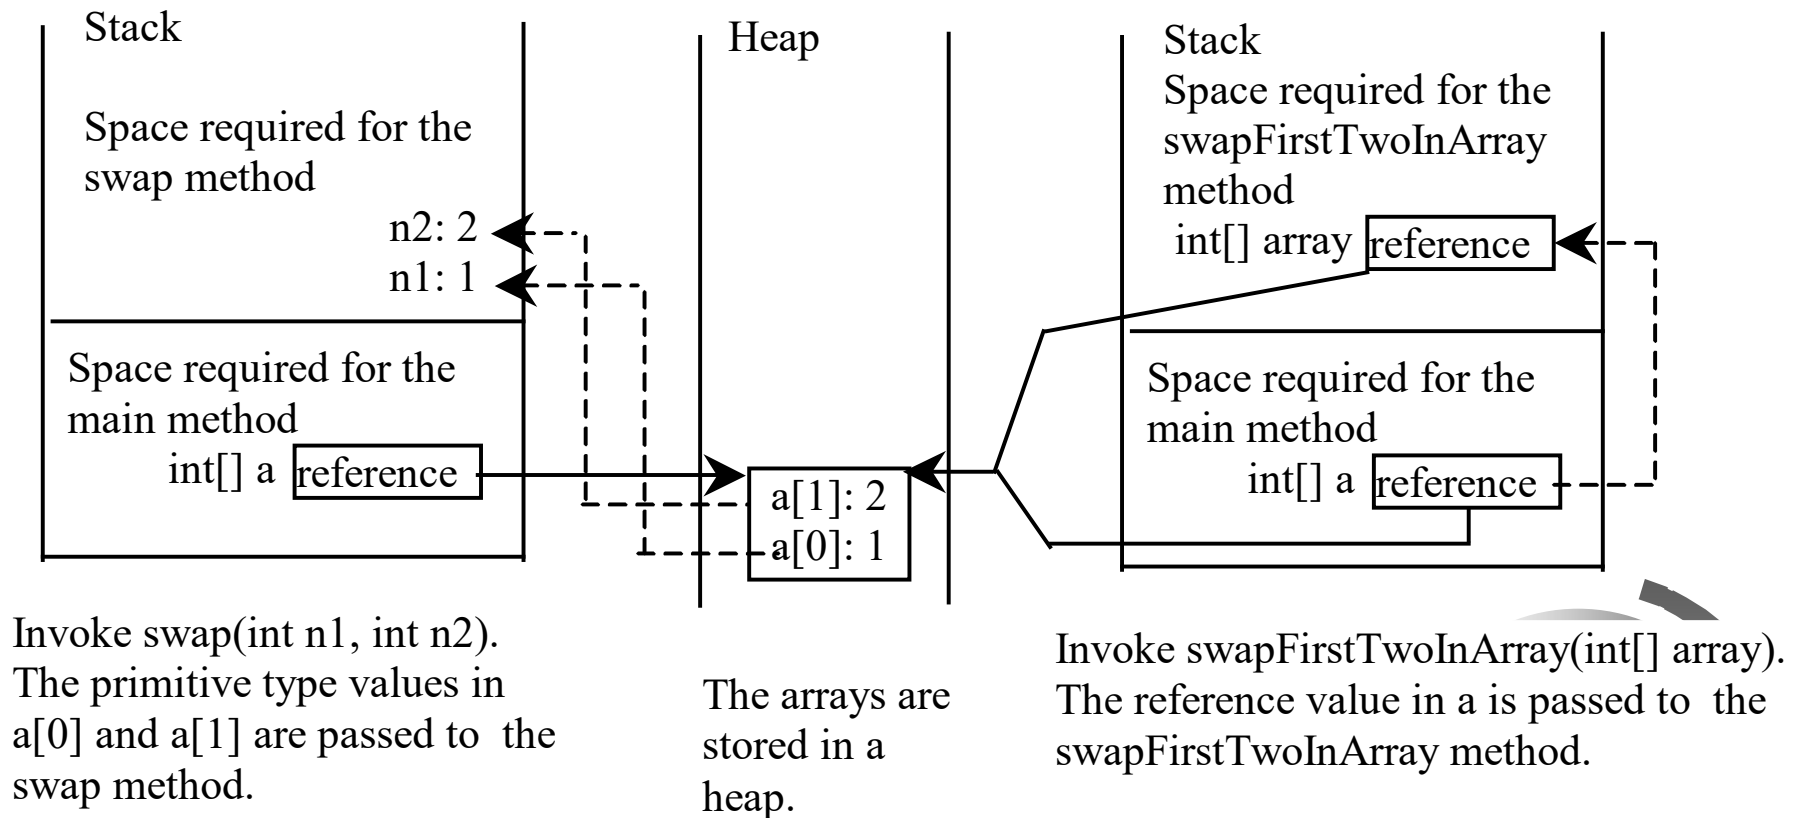 Stack
Space required for the
swap method
n2: 2
n1: 1
Space required for the
main method
int[] a reference
Invoke swap(int n1, int n2).
The primitive type values in
a[0] and a[1] are passed to  the
swap method.
Heap
a[1]: 2
a[0]: 1
The arrays are
stored in a
heap.
Stack
Space required for the
swapFirstTwoInArray
method
int[] array reference
Space required for the
main method
int[] a reference
Invoke swapFirstTwoInArray(int[] array).
The reference value in a is passed to  the
swapFirstTwoInArray method.